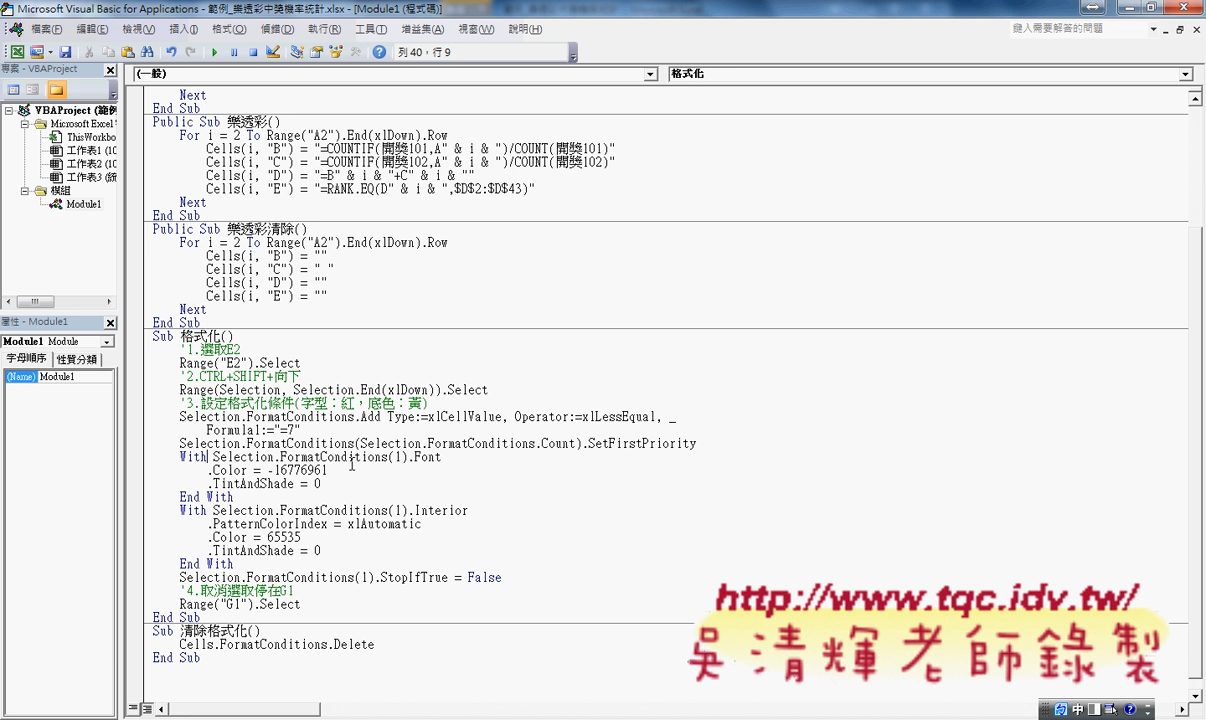 Microsoft Visual Basic for Applications - 範例_樂透彩中獎機率統計.xlsx - [Module1 (程式碼)]
檔案(F) 編輯(E) 檢視(V) 插入(I) 格式(O) 偵錯(D) 執行(R) 工具(T) 增益集(A) 視窗(W) 說明(H)
鍵入需要解答的問題
列 40，行 9
專案 - VBAProject
(一般)
格式化
VBAProject (範例
Microsoft Excel
ThisWorkbo
工作表1 (10
工作表2 (10
工作表3 (統
模組
Module1
屬性 - Module1
Module1 Module
字母順序 性質分類
(Name) Module1
Next
End Sub
Public Sub 樂透彩()
For i = 2 To Range("A2").End(xlDown).Row
Cells(i, "B") = "=COUNTIF(開獎101,A" & i & ")/COUNT(開獎101)"
Cells(i, "C") = "=COUNTIF(開獎102,A" & i & ")/COUNT(開獎102)"
Cells(i, "D") = "=B" & i & "+C" & i & ""
Cells(i, "E") = "=RANK.EQ(D" & i & ",$D$2:$D$43)"
Next
End Sub
Public Sub 樂透彩清除()
For i = 2 To Range("A2").End(xlDown).Row
Cells(i, "B") = ""
Cells(i, "C") = " "
Cells(i, "D") = ""
Cells(i, "E") = ""
Next
End Sub
Sub 格式化()
'1.選取E2
Range("E2").Select
'2.CTRL+SHIFT+向下
Range(Selection, Selection.End(xlDown)).Select
'3.設定格式化條件(字型：紅，底色：黃)
Selection.FormatConditions.Add Type:=xlCellValue, Operator:=xlLessEqual, _
Formula1:="=7"
Selection.FormatConditions(Selection.FormatConditions.Count).SetFirstPriority
With Selection.FormatConditions(1).Font
.Color = -16776961
.TintAndShade = 0
End With
With Selection.FormatConditions(1).Interior
.PatternColorIndex = xlAutomatic
.Color = 65535
.TintAndShade = 0
End With
Selection.FormatConditions(1).StopIfTrue = False
'4.取消選取停在G1
Range("G1").Select
End Sub
Sub 清除格式化()
Cells.FormatConditions.Delete
End Sub
http://www.tqc.idv.tw/
吳清輝老師錄製
中